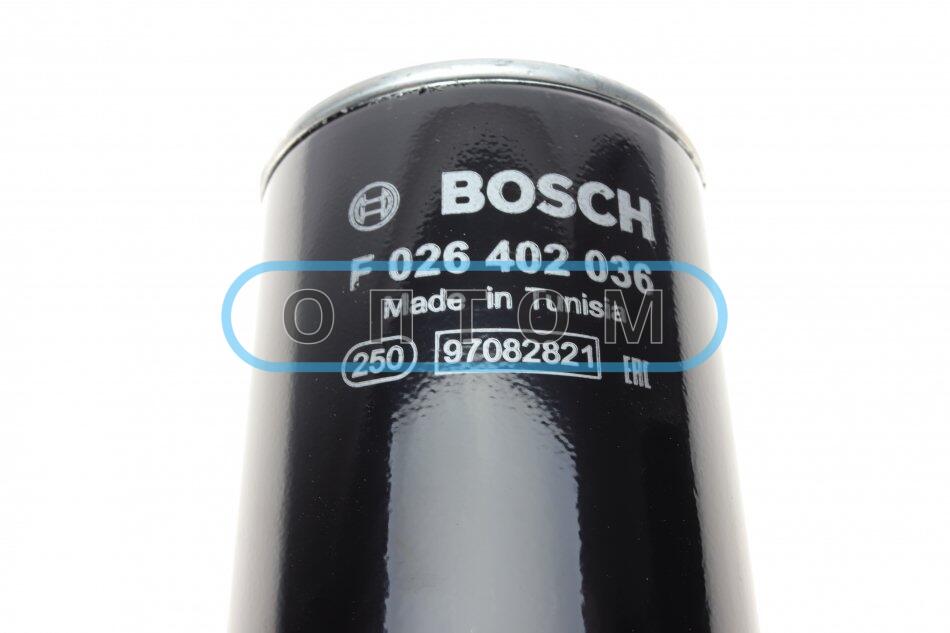 BOSCH
F 026 402 036
Made in Tunisia
ОПТОМ
250 97082821 EAC